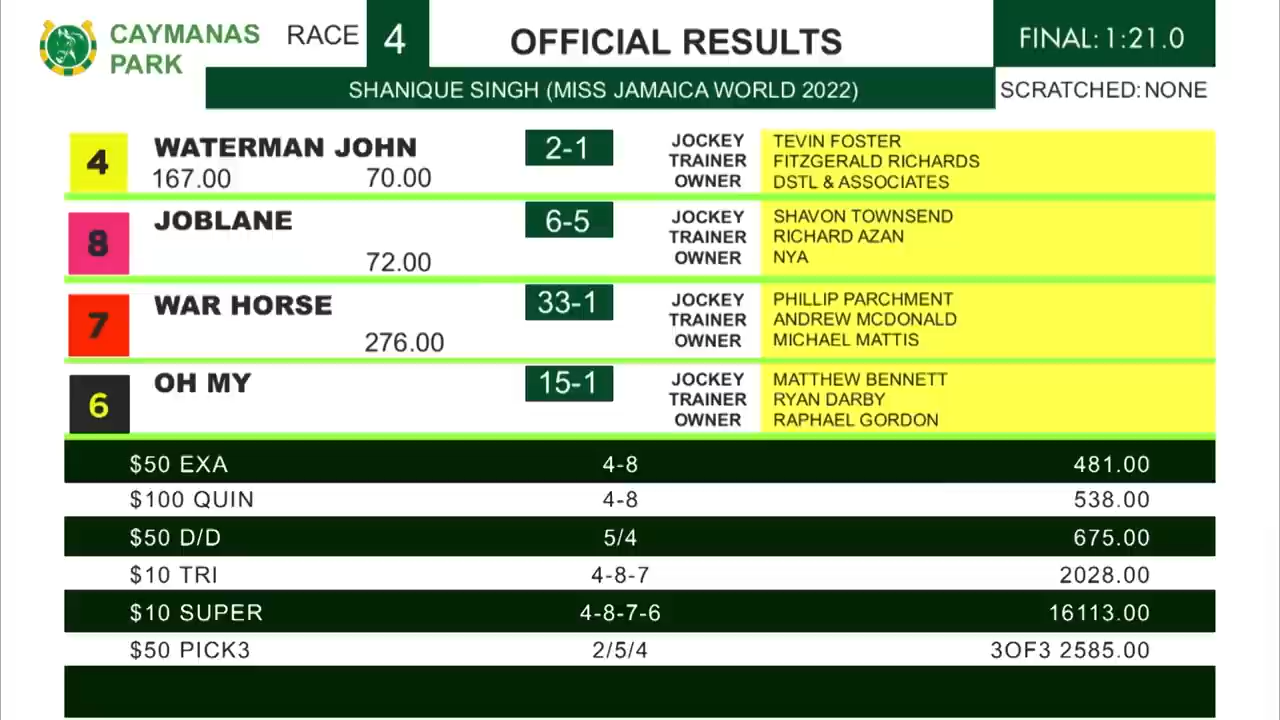 CAYMANAS PARK RACE 4 OFFICIAL RESULTS FINAL: 1:21.0
SHANIQUE SINGH (MISS JAMAICA WORLD 2022) SCRATCHED: NONE
4 WATERMAN JOHN 2-1 JOCKEY TEVIN FOSTER
167.00 70.00 TRAINER FITZGERALD RICHARDS
OWNER DSTL & ASSOCIATES
8 JOBLANE 6-5 JOCKEY SHAVON TOWNSEND
TRAINER RICHARD AZAN
72.00 OWNER NYA
7 WAR HORSE 33-1 JOCKEY PHILLIP PARCHMENT
TRAINER ANDREW MCDONALD
276.00 OWNER MICHAEL MATTIS
6 OH MY 15-1 JOCKEY MATTHEW BENNETT
TRAINER RYAN DARBY
OWNER RAPHAEL GORDON
$50 EXA 4-8 481.00
$100 QUIN 4-8 538.00
$50 D/D 5/4 675.00
$10 TRI 4-8-7 2028.00
$10 SUPER 4-8-7-6 16113.00
$50 PICK3 2/5/4 3OF3 2585.00